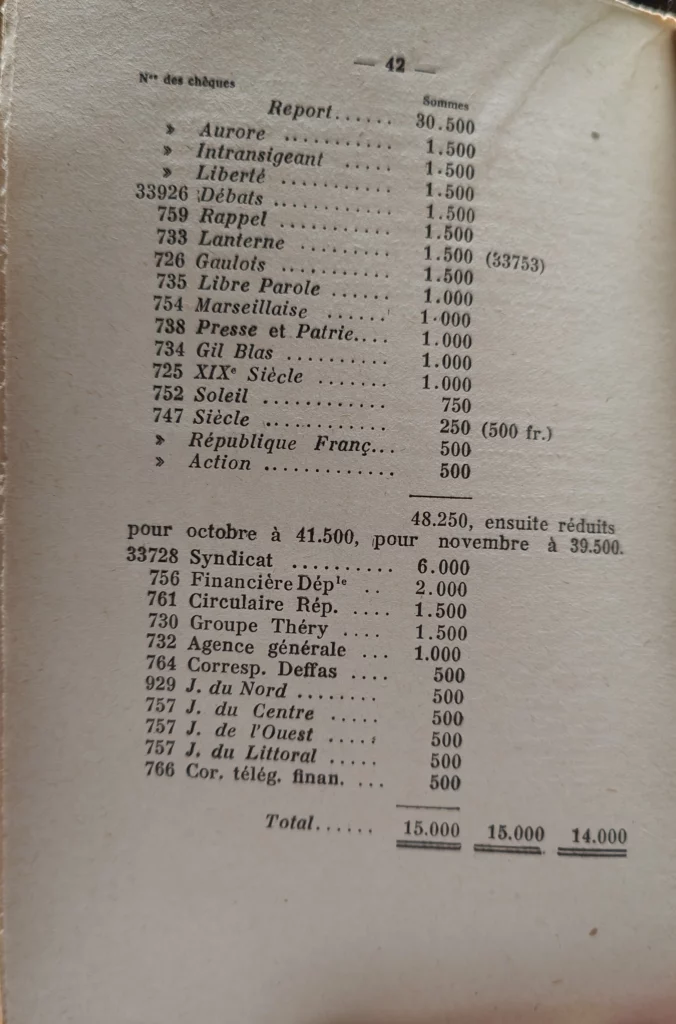 — 42 —
Nos des chèques
Sommes
Report...... 30.500
» Aurore ........... 1.500
» Intransigeant ..... 1.500
» Liberté ........... 1.500
33926 Débats ............ 1.500
759 Rappel ........... 1.500
733 Lanterne ......... 1.500 (33753)
726 Gaulois .......... 1.500
735 Libre Parole ...... 1.000
754 Marseillaise ...... 1.000
738 Presse et Patrie.... 1.000
734 Gil Blas .......... 1.000
725 XIXe Siècle ....... 1.000
752 Soleil ............ 750
747 Siècle ............ 250 (500 fr.)
» République Franç... 500
» Action ............. 500
48.250, ensuite réduits
pour octobre à 41.500, pour novembre à 39.500.
33728 Syndicat .......... 6.000
756 Financière Déple .. 2.000
761 Circulaire Rép. .... 1.500
730 Groupe Théry .... 1.500
732 Agence générale ... 1.000
764 Corresp. Deffas .... 500
929 J. du Nord ........ 500
757 J. du Centre ..... 500
757 J. de l'Ouest ..... 500
757 J. du Littoral ..... 500
766 Cor. télég. finan. ... 500
Total...... 15.000 15.000 14.000